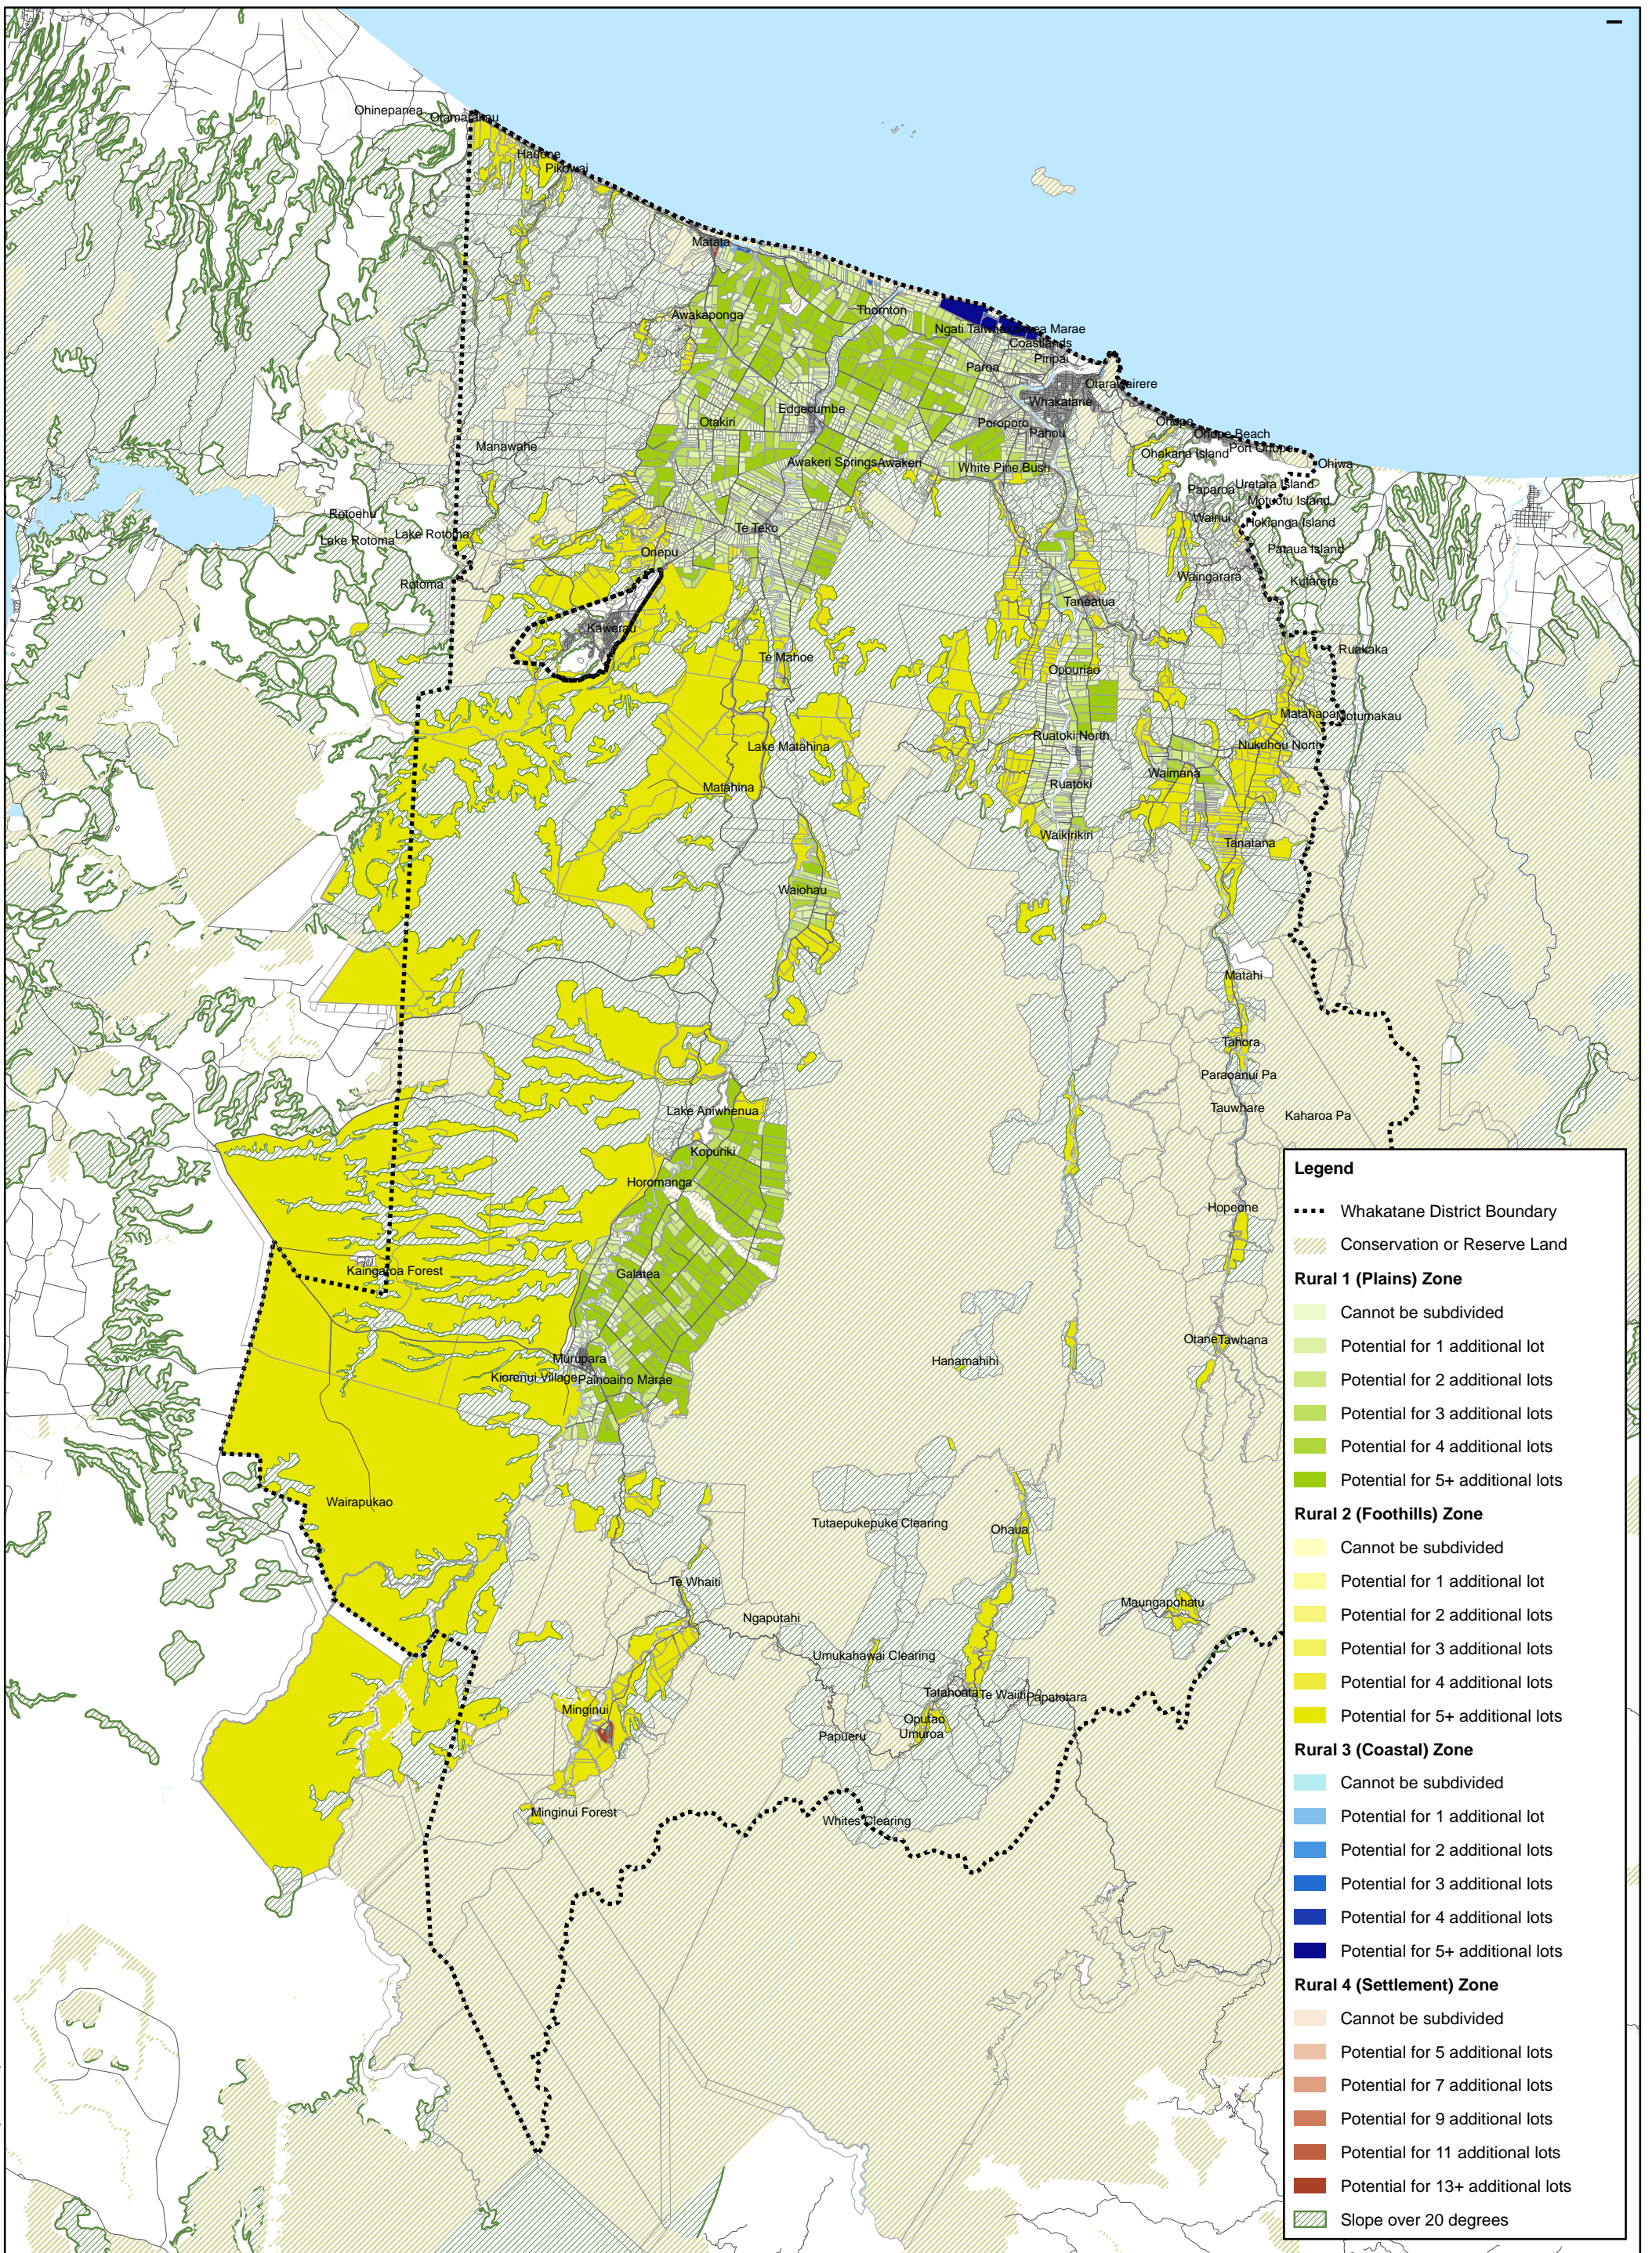 Ohinepanea
Otamarakau
Hauone
Pikowai
Matata
Awakaponga
Thornton
Coastlands
Piripai
Paroa
Otarawairere
Whakatane
Edgecumbe
Otakiri
Poroporo
Pahou
Ohope
Ohope Beach
Port Ohope
Manawahe
Ohakana Island
Ohiwa
Awakeri Springs
Awakeri
White Pine Bush
Uretara Island
Paparoa
Motuotu Island
Rotoehu
Wainui
Hokianga Island
Te Teko
Lake Rotoma
Lake Rotoma
Onepu
Pataua Island
Rotoma
Waingarara
Kutarere
Taneatua
Kawerau
Te Mahoe
Ruakaka
Opouriao
Matahapa
Motumakau
Ruatoki North
Nukuhou North
Lake Matahina
Waimana
Matahina
Ruatoki
Waikirikiri
Tanatana
Waiohau
Matahi
Tahora
Paraoanui Pa
Lake Aniwhenua
Tauwhare
Kaharoa Pa
Kopuriki
Horomanga
Hopeone
Kaingaroa Forest
Galatea
Otane
Tawhana
Murupara
Hanamahihi
Kiorenui Village
Painoaiho Marae
Wairapukao
Tutaepukepuke Clearing
Ohaua
Te Whaiti
Maungapohatu
Ngaputahi
Umukahawai Clearing
Tatahoata
Te Waiiti
Papatotara
Minginui
Oputao
Papueru
Umuroa
Minginui Forest
Whites Clearing
Legend
Whakatane District Boundary
Conservation or Reserve Land
Rural 1 (Plains) Zone
Cannot be subdivided
Potential for 1 additional lot
Potential for 2 additional lots
Potential for 3 additional lots
Potential for 4 additional lots
Potential for 5+ additional lots
Rural 2 (Foothills) Zone
Cannot be subdivided
Potential for 1 additional lot
Potential for 2 additional lots
Potential for 3 additional lots
Potential for 4 additional lots
Potential for 5+ additional lots
Rural 3 (Coastal) Zone
Cannot be subdivided
Potential for 1 additional lot
Potential for 2 additional lots
Potential for 3 additional lots
Potential for 4 additional lots
Potential for 5+ additional lots
Rural 4 (Settlement) Zone
Cannot be subdivided
Potential for 5 additional lots
Potential for 7 additional lots
Potential for 9 additional lots
Potential for 11 additional lots
Potential for 13+ additional lots
Slope over 20 degrees